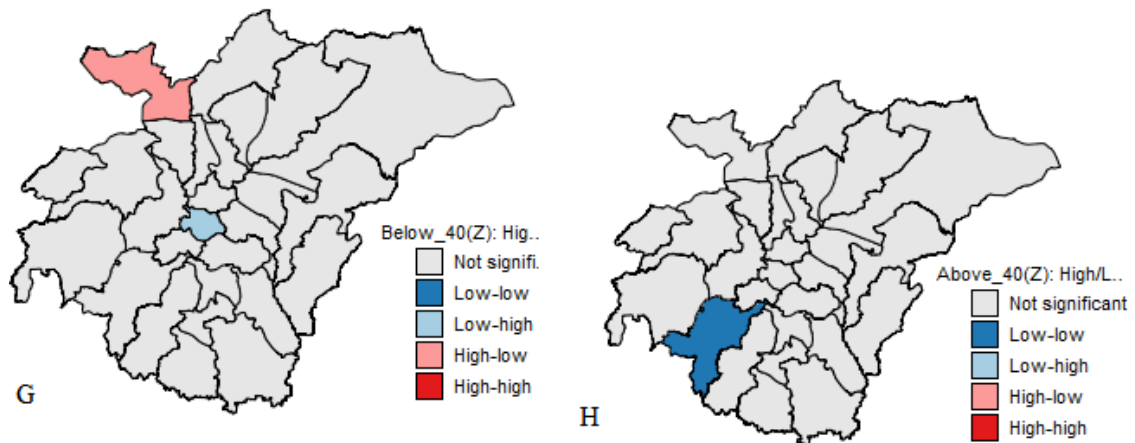 Below_40(Z): Hig..
Not signifi.
Low-low
Low-high
High-low
High-high
G
Above_40(Z): High/L..
Not significant
Low-low
Low-high
High-low
High-high
H